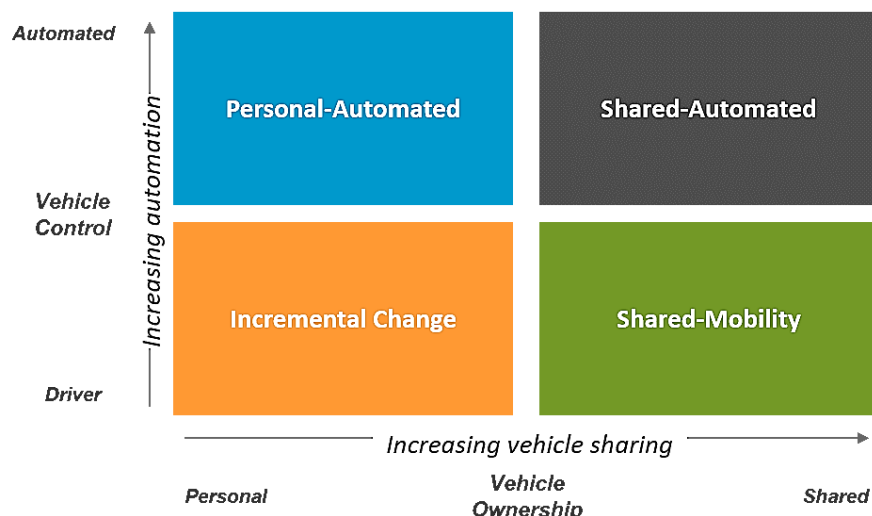 Automated
Increasing automation
Personal-Automated
Shared-Automated
Vehicle
Control
Incremental Change
Shared-Mobility
Driver
Increasing vehicle sharing
Personal
Vehicle
Ownership
Shared